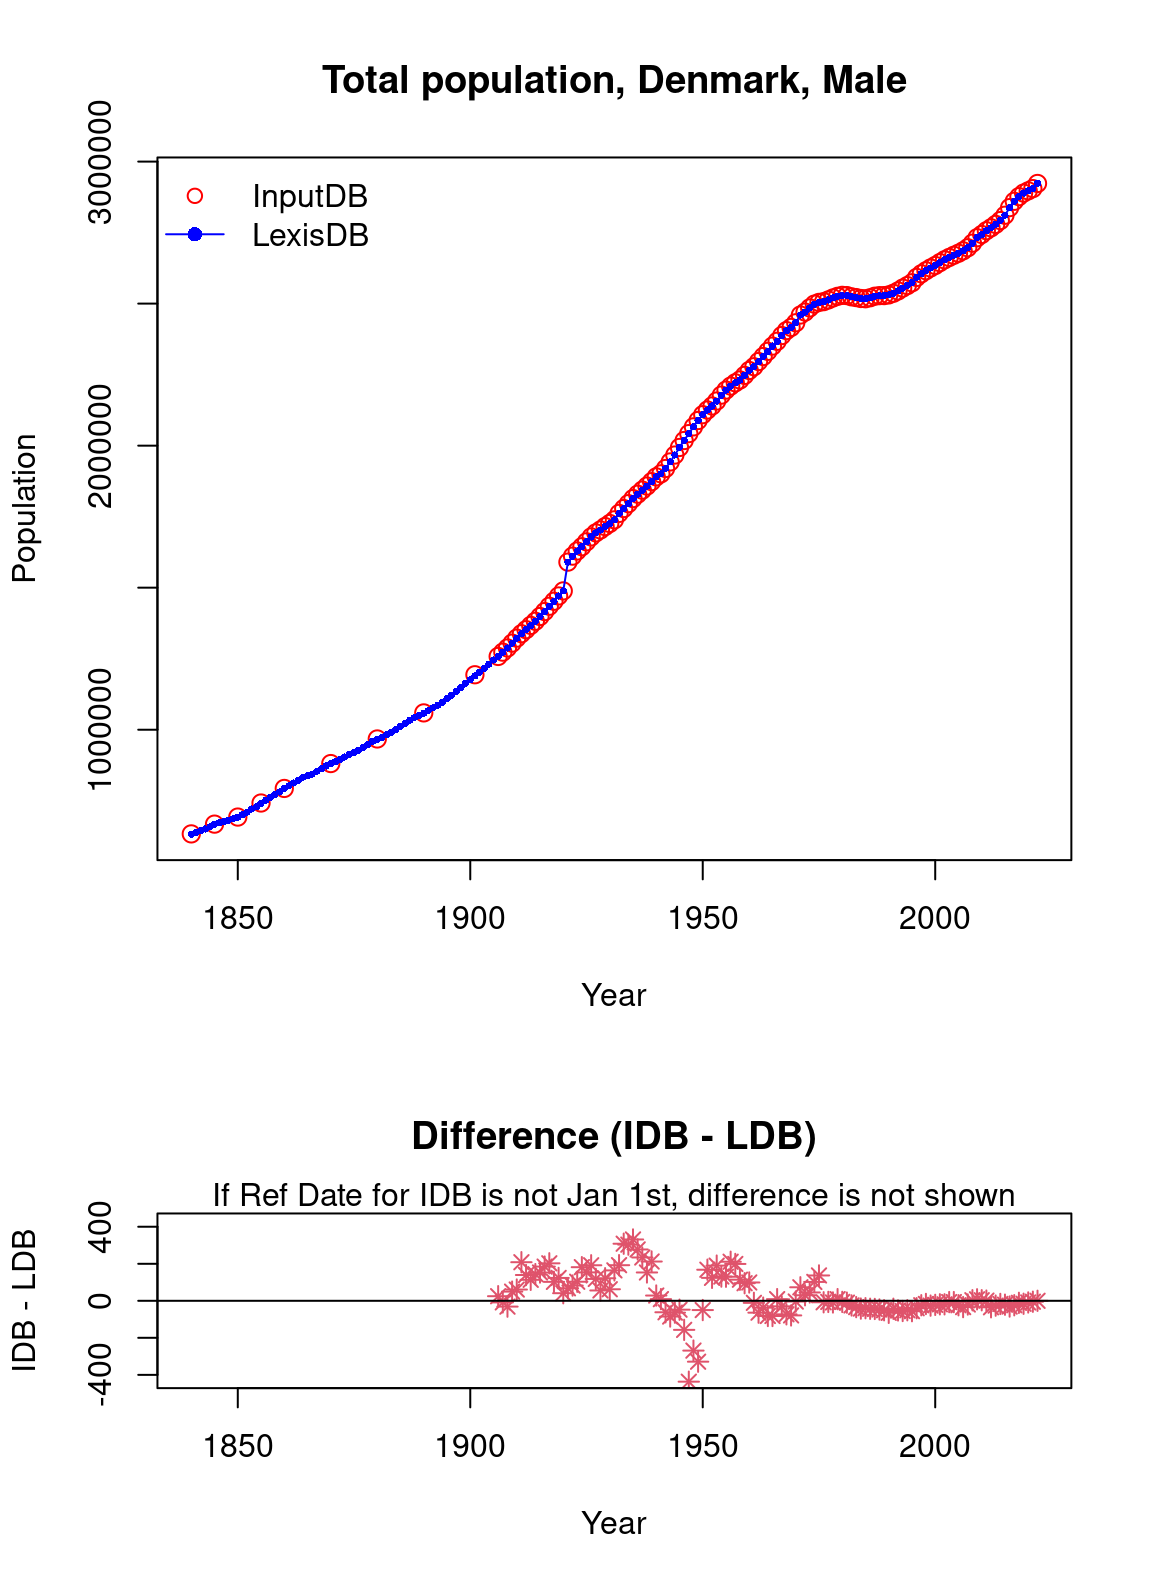 Total population, Denmark, Male
3000000
2000000
1000000
Population
InputDB
LexisDB
1850 1900 1950 2000
Year
Difference (IDB - LDB)
If Ref Date for IDB is not Jan 1st, difference is not shown
400
0
-400
IDB - LDB
1850 1900 1950 2000
Year